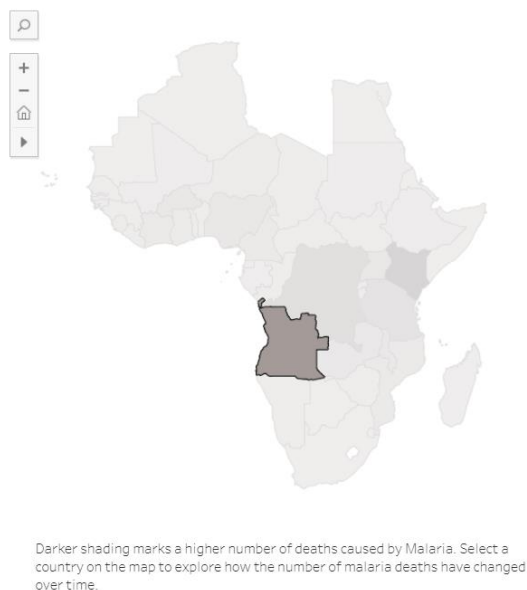 Darker shading marks a higher number of deaths caused by Malaria. Select a
country on the map to explore how the number of malaria deaths have changed
over time.